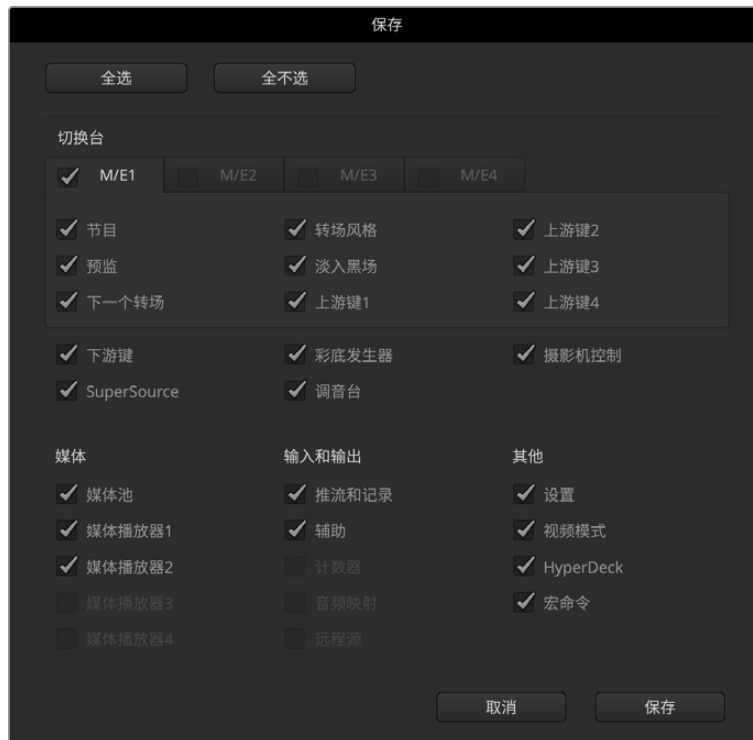 保存
全选 全不选
切换台
M/E1 M/E2 M/E3 M/E4
节目 转场风格 上游键2
预监 淡入黑场 上游键3
下一个转场 上游键1 上游键4
下游键 彩底发生器 摄影机控制
SuperSource 调音台
媒体 输入和输出 其他
媒体池 推流和记录 设置
媒体播放器1 辅助 视频模式
媒体播放器2 计数器 HyperDeck
媒体播放器3 音频映射 宏命令
媒体播放器4 远程源
取消 保存